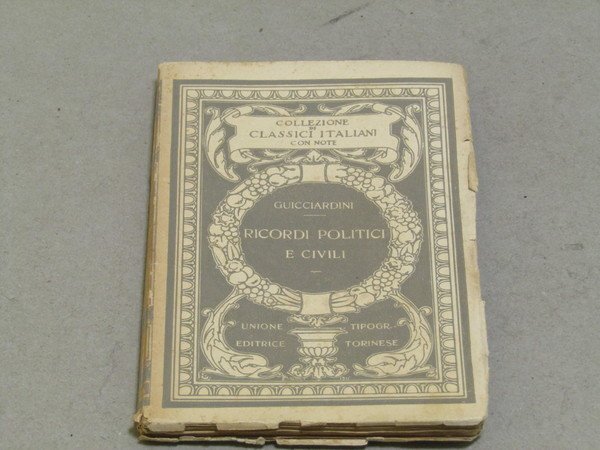 COLLEZIONE
DI
CLASSICI ITALIANI
CON NOTE
GUICCIARDINI
RICORDI POLITICI
E CIVILI
UNIONE TIPOGR.
EDITRICE TORINESE